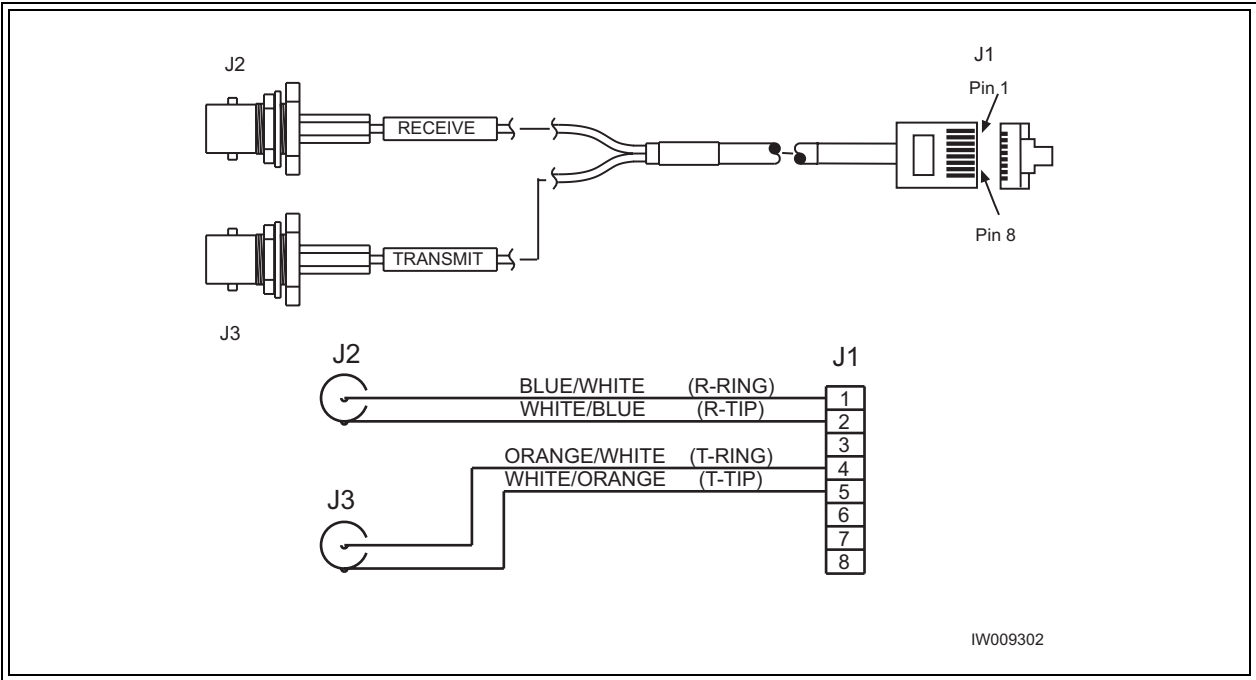 J2
J1
Pin 1
RECEIVE
Pin 8
TRANSMIT
J3
J2
J1
BLUE/WHITE (R-RING)
1
WHITE/BLUE (R-TIP)
2
3
ORANGE/WHITE (T-RING)
4
WHITE/ORANGE (T-TIP)
5
J3
6
7
8
IW009302